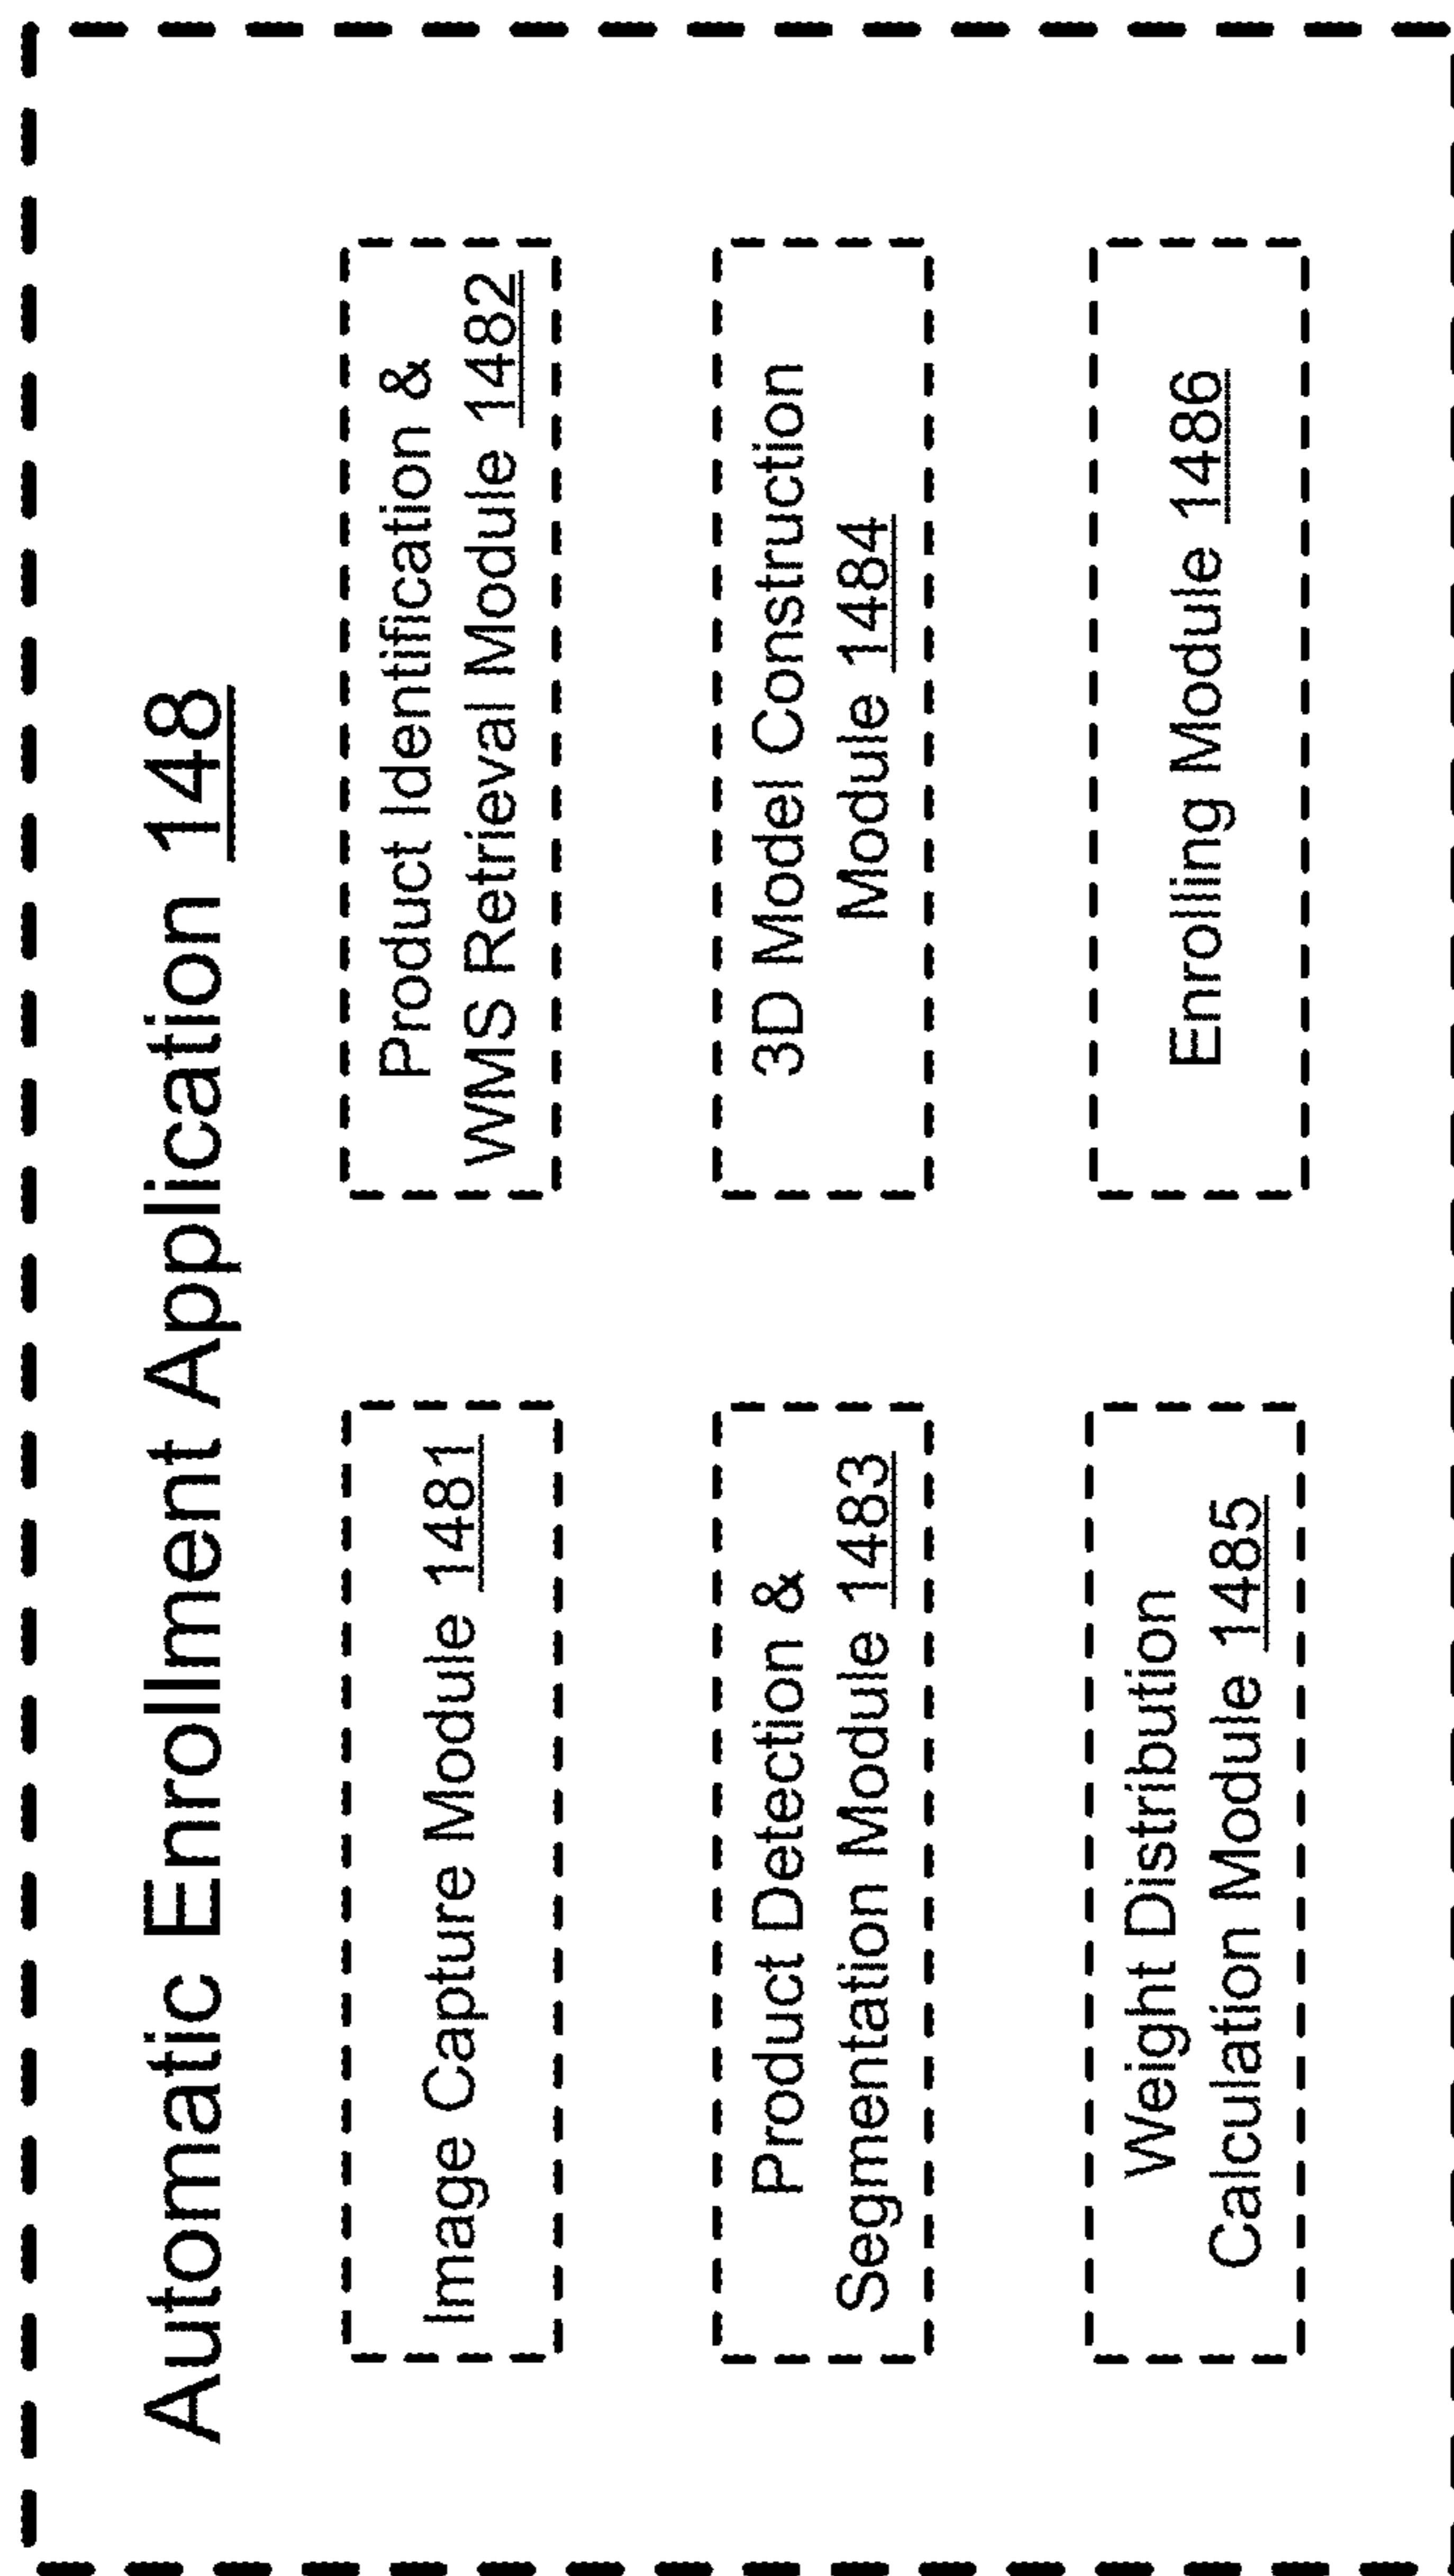 Automatic Enrollment Application 148
Image Capture Module 1481
Product Identification &
WMS Retrieval Module 1482
Product Detection &
Segmentation Module 1483
3D Model Construction
Module 1484
Weight Distribution
Calculation Module 1485
Enrolling Module 1486